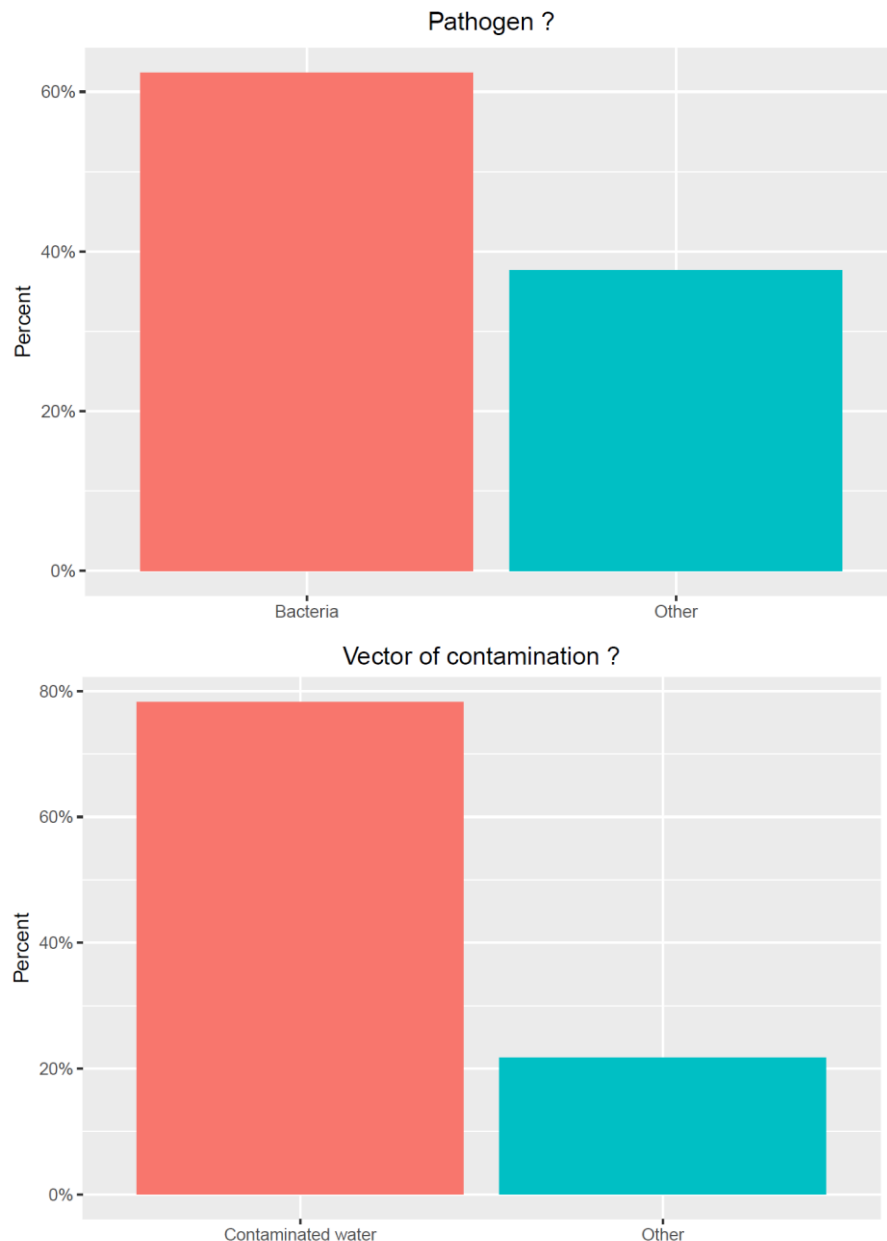 Pathogen ?
60%
40%
20%
0%
Percent
Bacteria
Other
Vector of contamination ?
80%
60%
40%
20%
0%
Percent
Contaminated water
Other